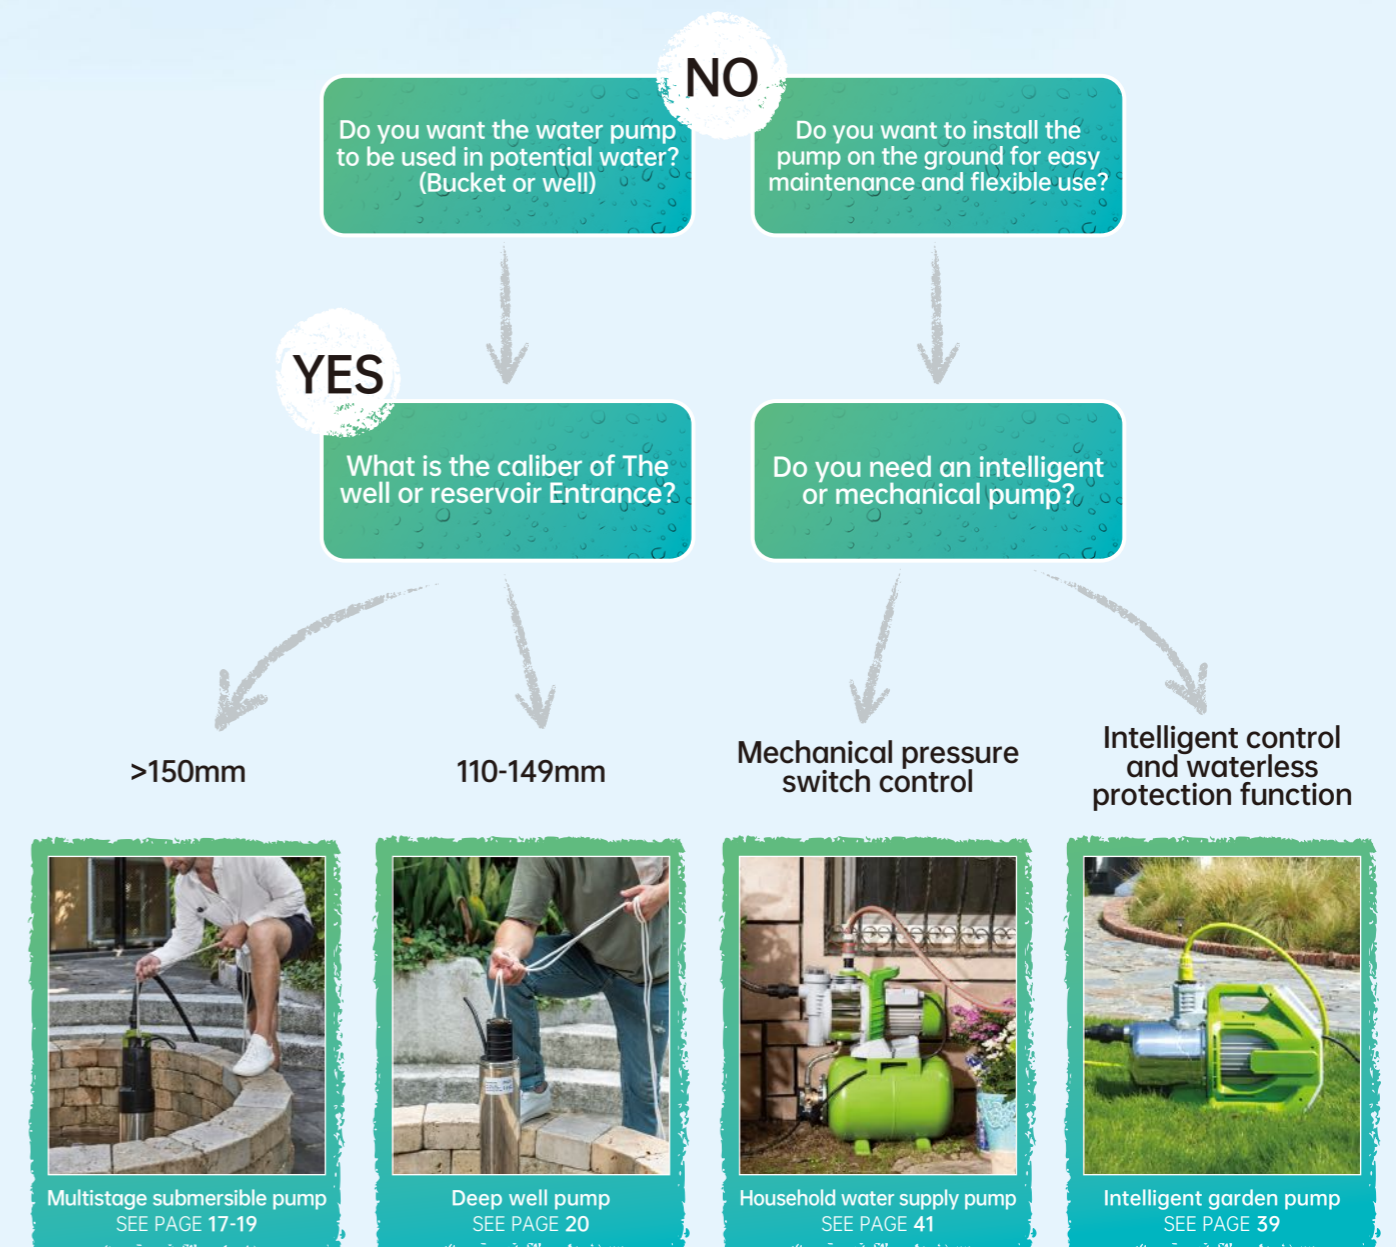 NO
Do you want the water pump
to be used in potential water?
(Bucket or well)
Do you want to install the
pump on the ground for easy
maintenance and flexible use?
YES
What is the caliber of The
well or reservoir Entrance?
Do you need an intelligent
or mechanical pump?
>150mm
110-149mm
Mechanical pressure
switch control
Intelligent control
and waterless
protection function
Multistage submersible pump
SEE PAGE 17-19
Deep well pump
SEE PAGE 20
Household water supply pump
SEE PAGE 41
Intelligent garden pump
SEE PAGE 39